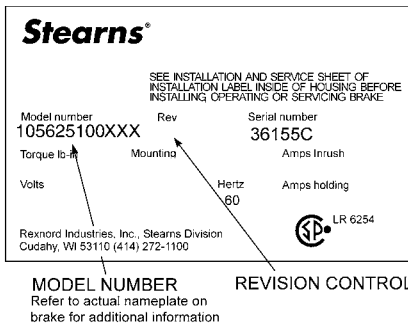 Stearns®
SEE INSTALLATION AND SERVICE SHEET OF
INSTALLATION LABEL INSIDE OF HOUSING BEFORE
INSTALLING, OPERATING OR SERVICING BRAKE
Model number Rev Serial number
105625100XXX 36155C
Torque lb-in Mounting Amps Inrush
Volts Hertz Amps holding
60
SP® LR 6254
Rexnord Industries, Inc., Stearns Division
Cudahy, WI 53110 (414) 272-1100
MODEL NUMBER REVISION CONTROL
Refer to actual nameplate on
brake for additional information